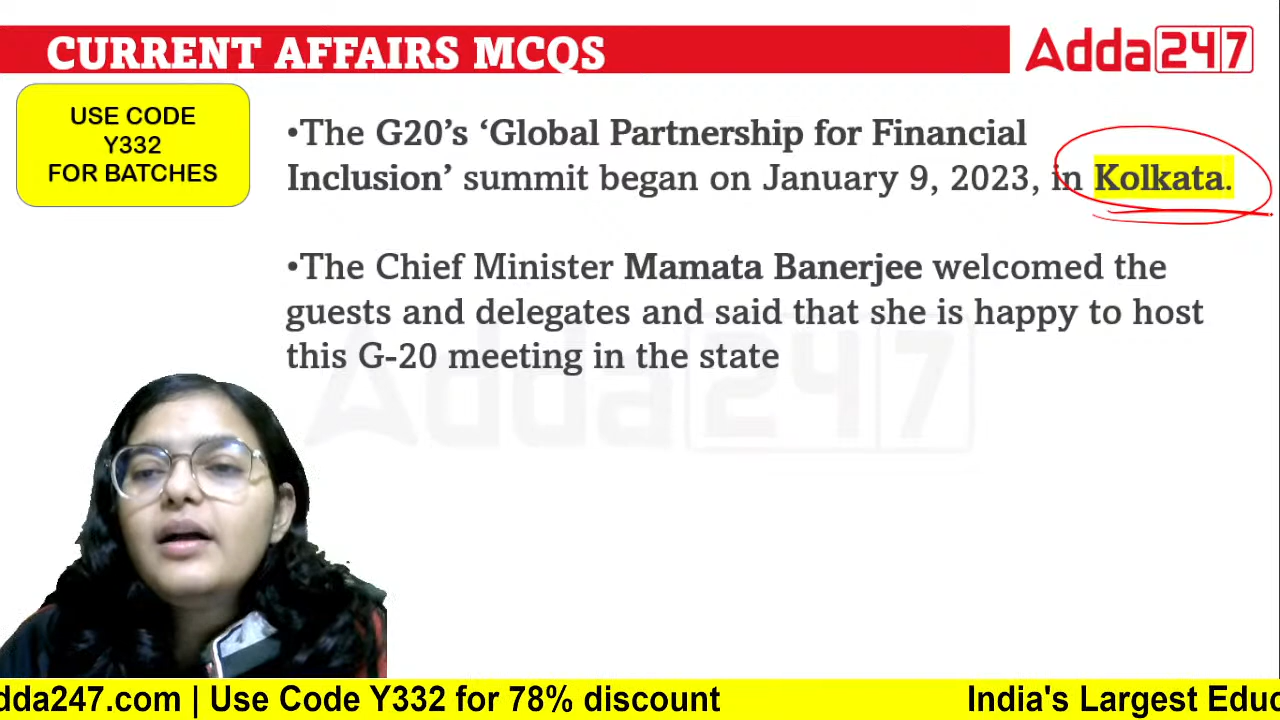 CURRENT AFFAIRS MCQS
Adda247
USE CODE
Y332
FOR BATCHES
•The G20's ‘Global Partnership for Financial
Inclusion’ summit began on January 9, 2023, in Kolkata.
•The Chief Minister Mamata Banerjee welcomed the
guests and delegates and said that she is happy to host
this G-20 meeting in the state
Adda247
dda247.com | Use Code Y332 for 78% discount
India's Largest Educ